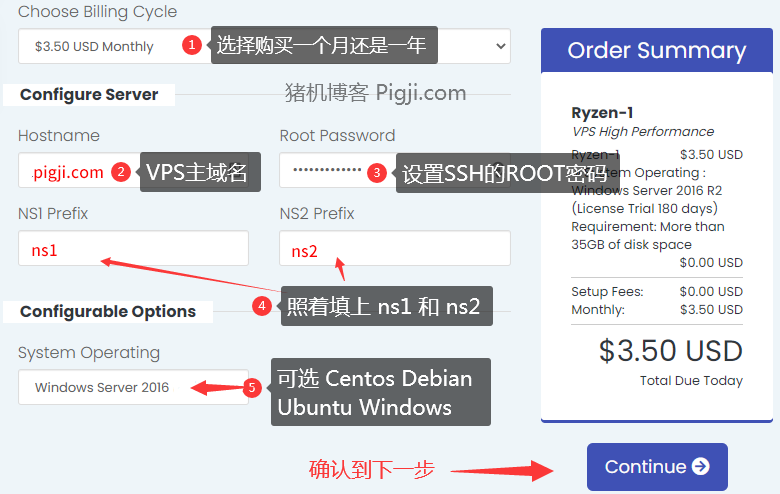 Choose Billing Cycle
$3.50 USD Monthly
1 选择购买一个月还是一年
Configure Server
猪机博客 Pigji.com
Hostname
Root Password
pigji.com
2 VPS主域名
•••••••••••••
3 设置SSH的ROOT密码
NS1 Prefix
NS2 Prefix
ns1
ns2
4 照着填上 ns1 和 ns2
Configurable Options
System Operating
Windows Server 2016
5 可选 Centos Debian
Ubuntu Windows
确认到下一步
Order Summary
Ryzen-1
VPS High Performance
Ryzen-1 $3.50 USD
System Operating :
Windows Server 2016 R2
(License Trial 180 days)
Requirement: More than
35GB of disk space
$0.00 USD
Setup Fees: $0.00 USD
Monthly: $3.50 USD
$3.50 USD
Total Due Today
Continue